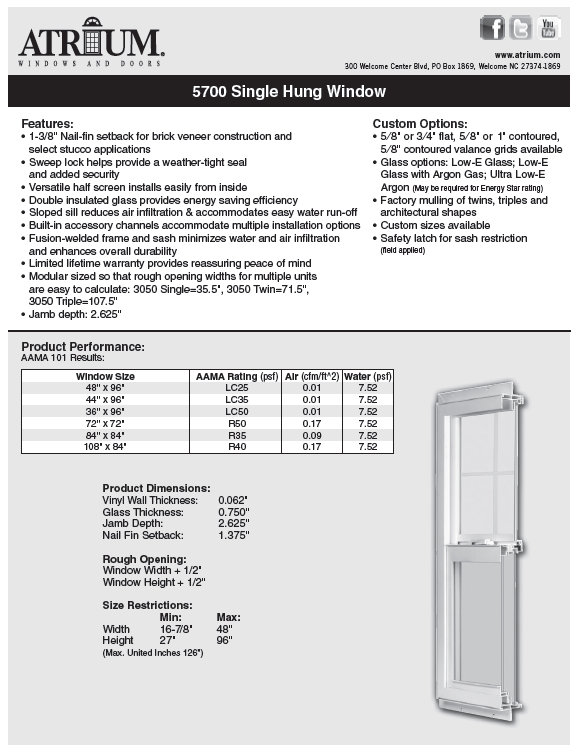 ATRIUM®
WINDOWS AND DOORS
You Tube
www.atrium.com
300 Welcome Center Blvd, PO Box 1869, Welcome NC 27374-1869
5700 Single Hung Window
Features:
• 1-3/8" Nail-fin setback for brick veneer construction and
select stucco applications
• Sweep lock helps provide a weather-tight seal
and added security
• Versatile half screen installs easily from inside
• Double insulated glass provides energy saving efficiency
• Sloped sill reduces air infiltration & accommodates easy water run-off
• Built-in accessory channels accommodate multiple installation options
• Fusion-welded frame and sash minimizes water and air infiltration
and enhances overall durability
• Limited lifetime warranty provides reassuring peace of mind
• Modular sized so that rough opening widths for multiple units
are easy to calculate: 3050 Single=35.5", 3050 Twin=71.5",
3050 Triple=107.5"
• Jamb depth: 2.625"
Custom Options:
• 5/8" or 3/4" flat, 5/8" or 1" contoured,
5/8" contoured valance grids available
• Glass options: Low-E Glass; Low-E
Glass with Argon Gas; Ultra Low-E
Argon (May be required for Energy Star rating)
• Factory mulling of twins, triples and
architectural shapes
• Custom sizes available
• Safety latch for sash restriction
(field applied)
Product Performance:
AAMA 101 Results:
Window Size AAMA Rating (psf) Air (cfm/ft^2) Water (psf)
48" x 96" LC25 0.01 7.52
44" x 96" LC35 0.01 7.52
36" x 96" LC50 0.01 7.52
72" x 72" R50 0.17 7.52
84" x 84" R35 0.09 7.52
108" x 84" R40 0.17 7.52
Product Dimensions:
Vinyl Wall Thickness: 0.062"
Glass Thickness: 0.750"
Jamb Depth: 2.625"
Nail Fin Setback: 1.375"
Rough Opening:
Window Width + 1/2"
Window Height + 1/2"
Size Restrictions:
Min: Max:
Width 16-7/8" 48"
Height 27" 96"
(Max. United Inches 126")